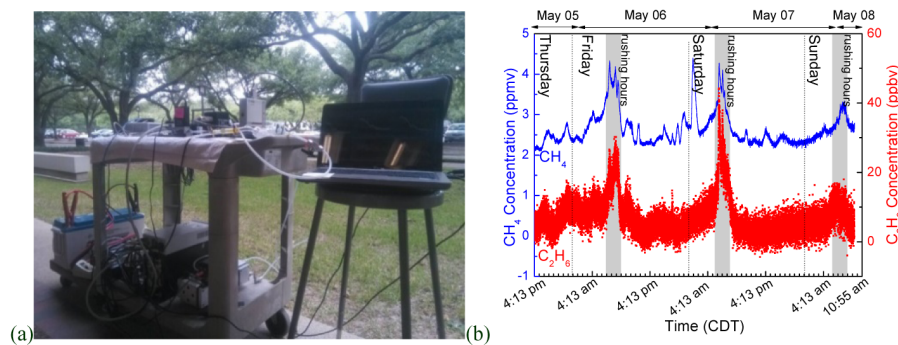 (a)
(b)
May 05
May 06
May 07
May 08
CH4 Concentration (ppmv)
5
4
3
2
1
0
-1
Thursday
Friday
rushing hours
Saturday
rushing hours
Sunday
rushing hours
CH4
C2H6
60
50
40
30
20
10
0
-10
C2H6 Concentration (ppbv)
4:13 pm
4:13 am
4:13 pm
4:13 am
4:13 pm
4:13 am
10:55 am
Time (CDT)